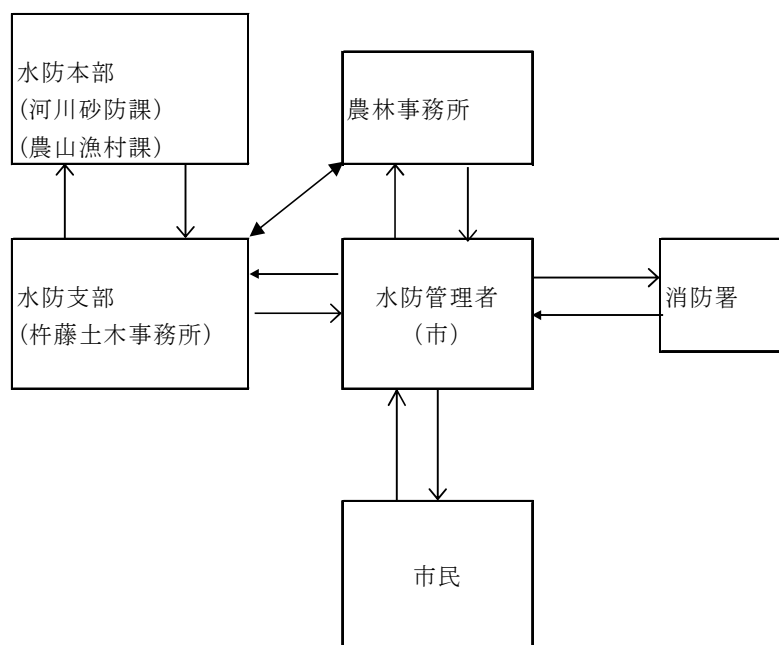 水防本部
(河川砂防課)
(農山漁村課)
農林事務所
水防支部
(杵藤土木事務所)
水防管理者
(市)
消防署
市民